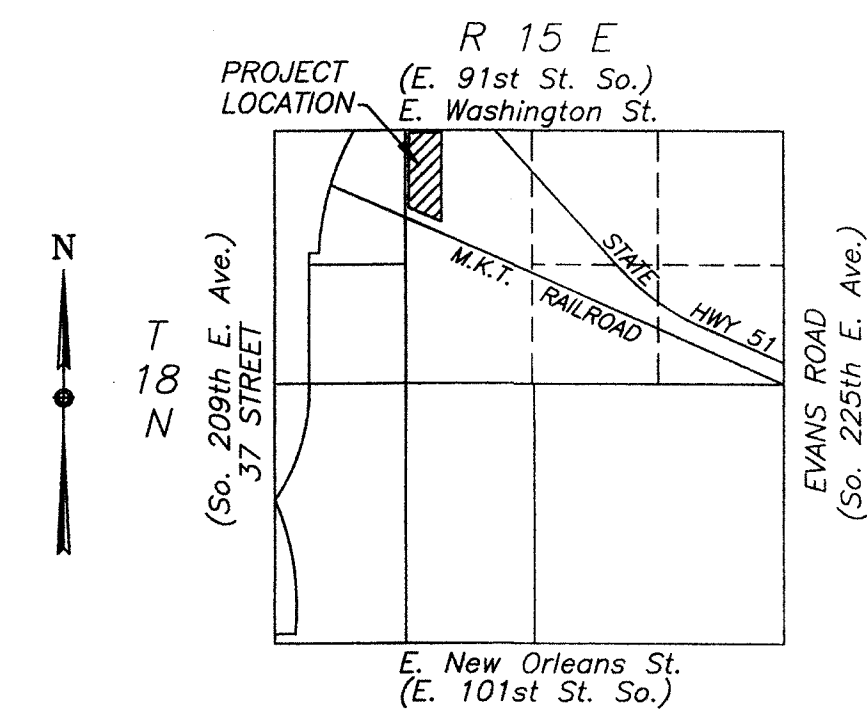 R 15 E
(E. 91st St. So.)
E. Washington St.
PROJECT
LOCATION
N
T
18
N
(So. 209th E. Ave.)
37 STREET
M.K.T. RAILROAD
STATE HWY 51
EVANS ROAD
(So. 225th E. Ave.)
E. New Orleans St.
(E. 101st St. So.)